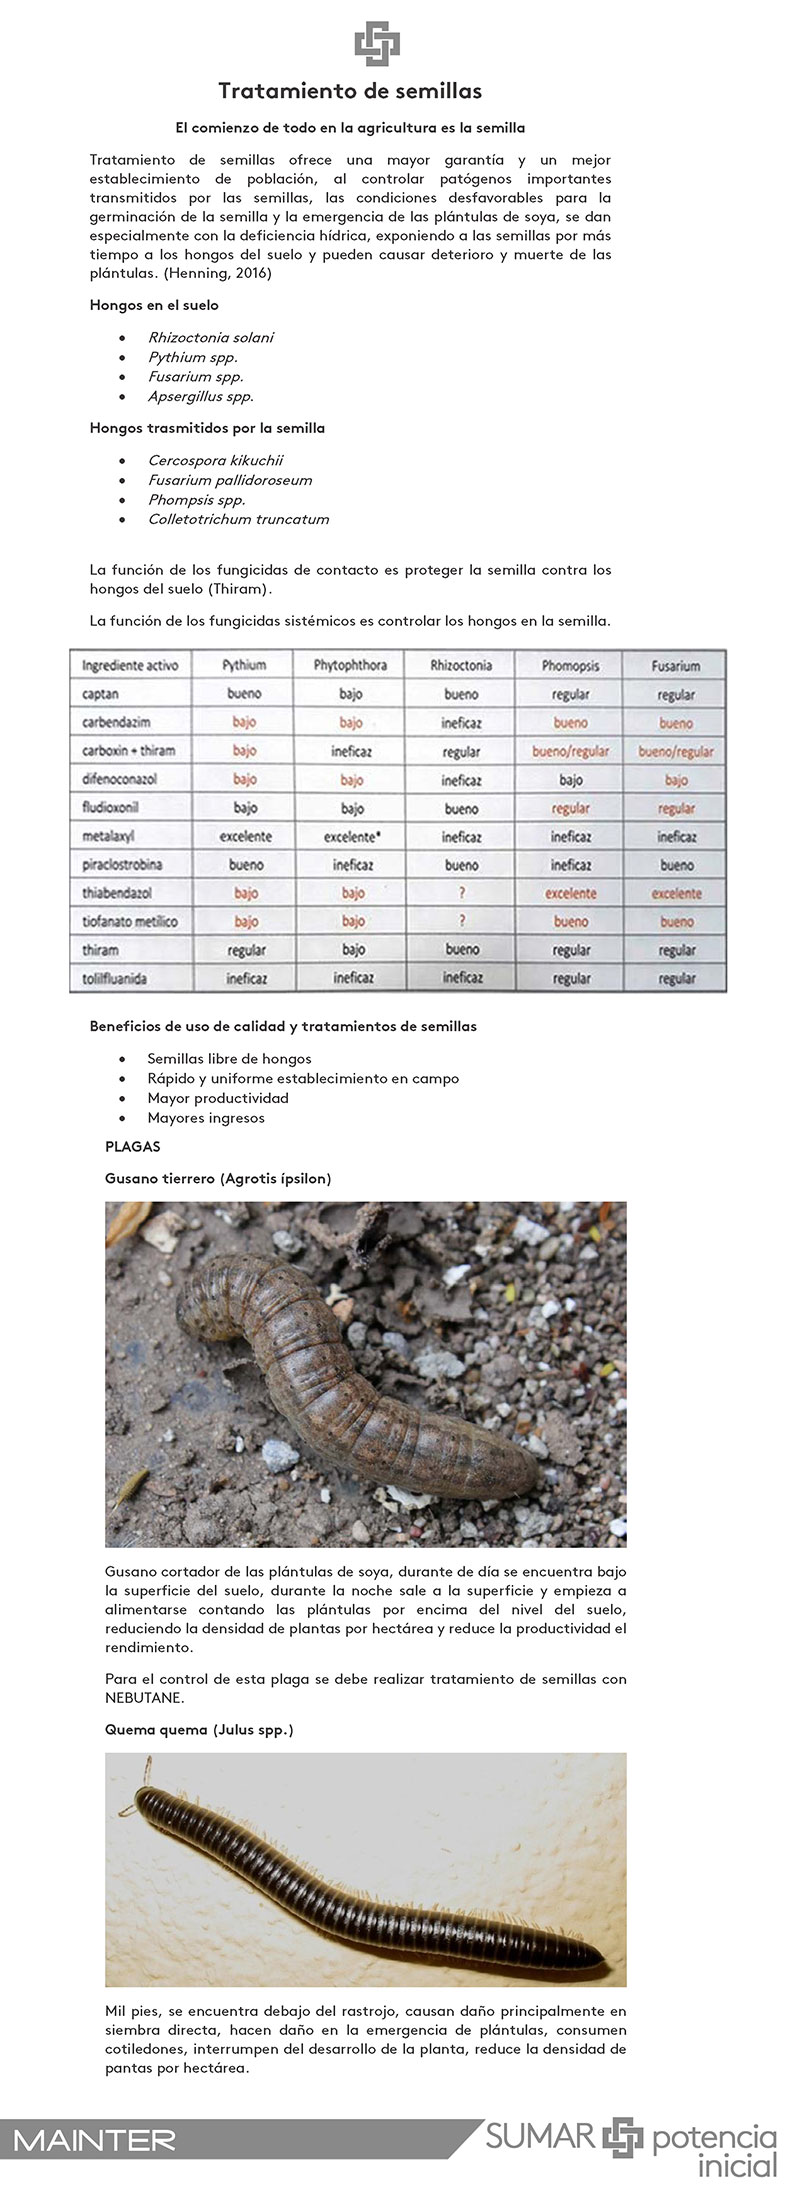 Tratamiento de semillas
El comienzo de todo en la agricultura es la semilla
Tratamiento de semillas ofrece una mayor garantía y un mejor
establecimiento de población, al controlar patógenos importantes
transmitidos por las semillas, las condiciones desfavorables para la
germinación de la semilla y la emergencia de las plántulas de soya, se dan
especialmente con la deficiencia hídrica, exponiendo a las semillas por más
tiempo a los hongos del suelo y pueden causar deterioro y muerte de las
plántulas. (Henning, 2016)
Hongos en el suelo
• Rhizoctonia solani
• Pythium spp.
• Fusarium spp.
• Apsergillus spp.
Hongos trasmitidos por la semilla
• Cercospora kikuchii
• Fusarium pallidoroseum
• Phompsis spp.
• Colletotrichum truncatum
La función de los fungicidas de contacto es proteger la semilla contra los
hongos del suelo (Thiram).
La función de los fungicidas sistémicos es controlar los hongos en la semilla.
Ingrediente activo Pythium Phytophthora Rhizoctonia Phomopsis Fusarium
captan bueno bajo bueno regular regular
carbendazim bajo bajo ineficaz bueno bueno
carboxin + thiram bajo ineficaz regular bueno/regular bueno/regular
difenoconazol bajo bajo ineficaz bajo bajo
fludioxonil bajo bajo bueno regular regular
metalaxyl excelente excelente* ineficaz ineficaz ineficaz
piraclostrobina bueno ineficaz bueno ineficaz bueno
thiabendazol bajo bajo ? excelente excelente
tiofanato metílico bajo bajo ? bueno bueno
thiram regular bajo bueno regular regular
tolilfluanida ineficaz ineficaz ineficaz regular regular
Beneficios de uso de calidad y tratamientos de semillas
• Semillas libre de hongos
• Rápido y uniforme establecimiento en campo
• Mayor productividad
• Mayores ingresos
PLAGAS
Gusano tierrero (Agrotis ípsilon)
Gusano cortador de las plántulas de soya, durante de día se encuentra bajo
la superficie del suelo, durante la noche sale a la superficie y empieza a
alimentarse contando las plántulas por encima del nivel del suelo,
reduciendo la densidad de plantas por hectárea y reduce la productividad el
rendimiento.
Para el control de esta plaga se debe realizar tratamiento de semillas con
NEBUTANE.
Quema quema (Julus spp.)
Mil pies, se encuentra debajo del rastrojo, causan daño principalmente en
siembra directa, hacen daño en la emergencia de plántulas, consumen
cotiledones, interrumpen del desarrollo de la planta, reduce la densidad de
pantas por hectárea.
MAINTER
SUMAR potencia
inicial